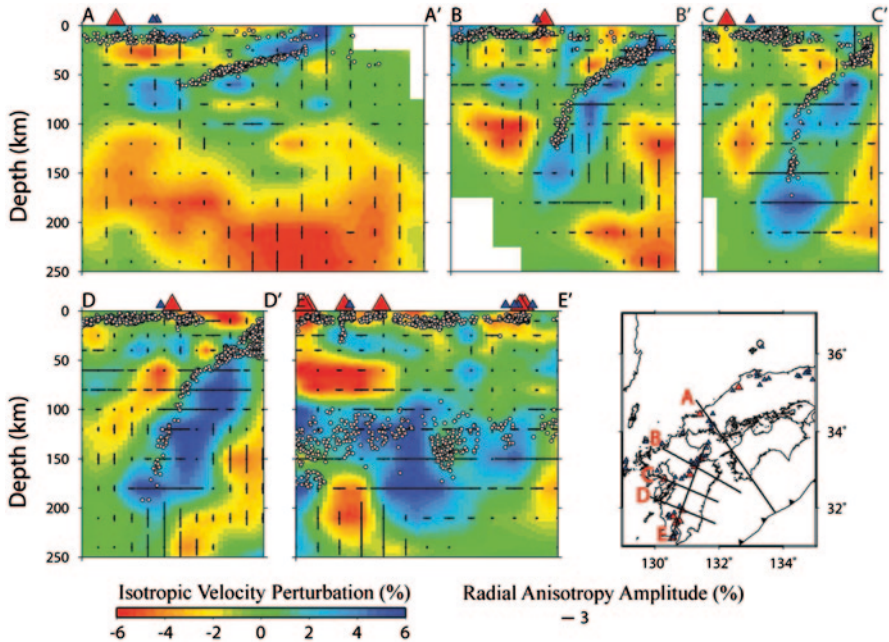 A A′ B B′ C C′
0
50
100
150
200
250
Depth (km)
D D′ E E′
0
50
100
150
200
250
Depth (km)
A
B
C
D
E
36°
34°
32°
130° 132° 134°
Isotropic Velocity Perturbation (%)
-6 -4 -2 0 2 4 6
Radial Anisotropy Amplitude (%)
3